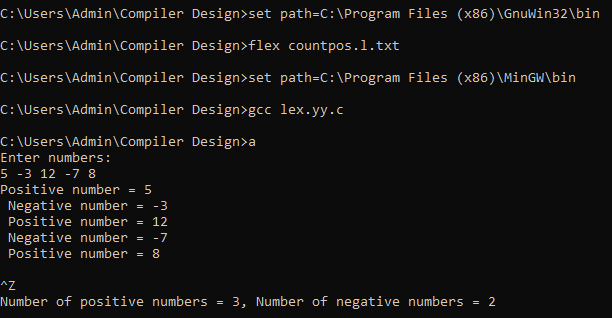 C:\Users\Admin\Compiler Design>set path=C:\Program Files (x86)\GnuWin32\bin
C:\Users\Admin\Compiler Design>flex countpos.l.txt
C:\Users\Admin\Compiler Design>set path=C:\Program Files (x86)\MinGW\bin
C:\Users\Admin\Compiler Design>gcc lex.yy.c
C:\Users\Admin\Compiler Design>a
Enter numbers:
5 -3 12 -7 8
Positive number = 5
 Negative number = -3
 Positive number = 12
 Negative number = -7
 Positive number = 8
^Z
Number of positive numbers = 3, Number of negative numbers = 2